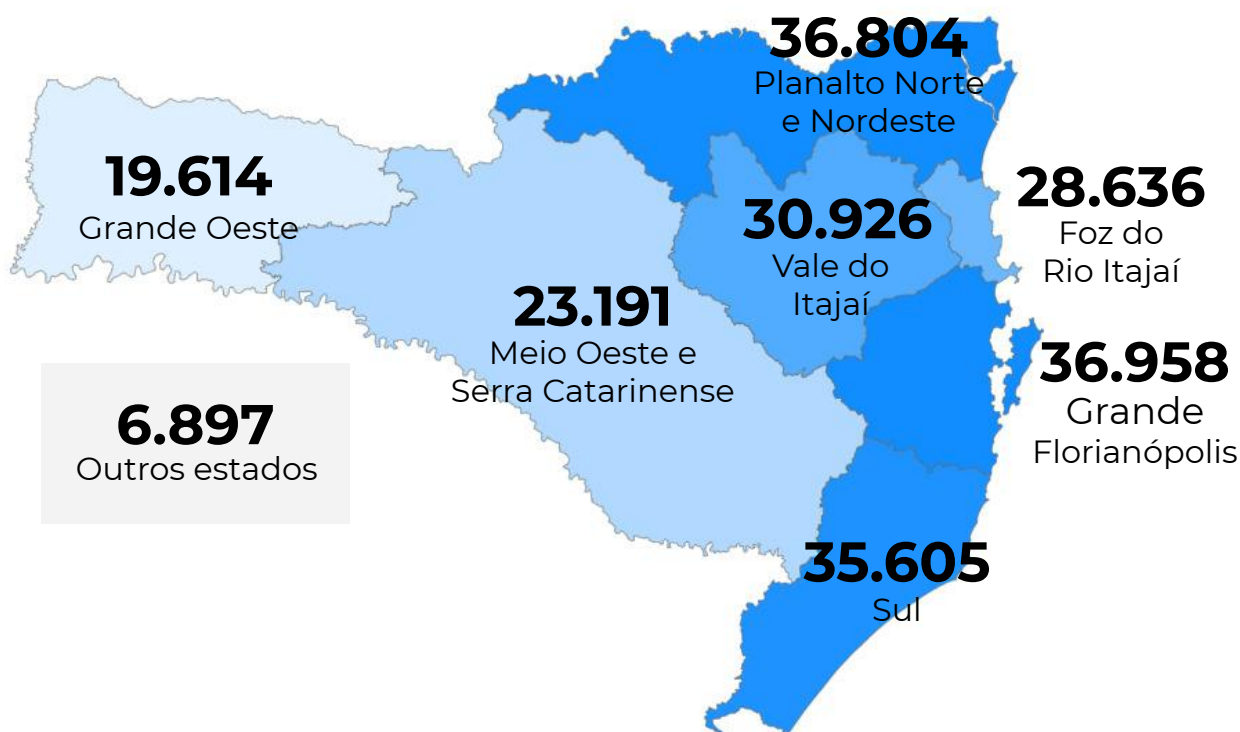 36.804
Planalto Norte
e Nordeste
19.614
Grande Oeste
28.636
Foz do
Rio Itajaí
30.926
Vale do
Itajaí
23.191
Meio Oeste e
Serra Catarinense
36.958
Grande
Florianópolis
6.897
Outros estados
35.605
Sul